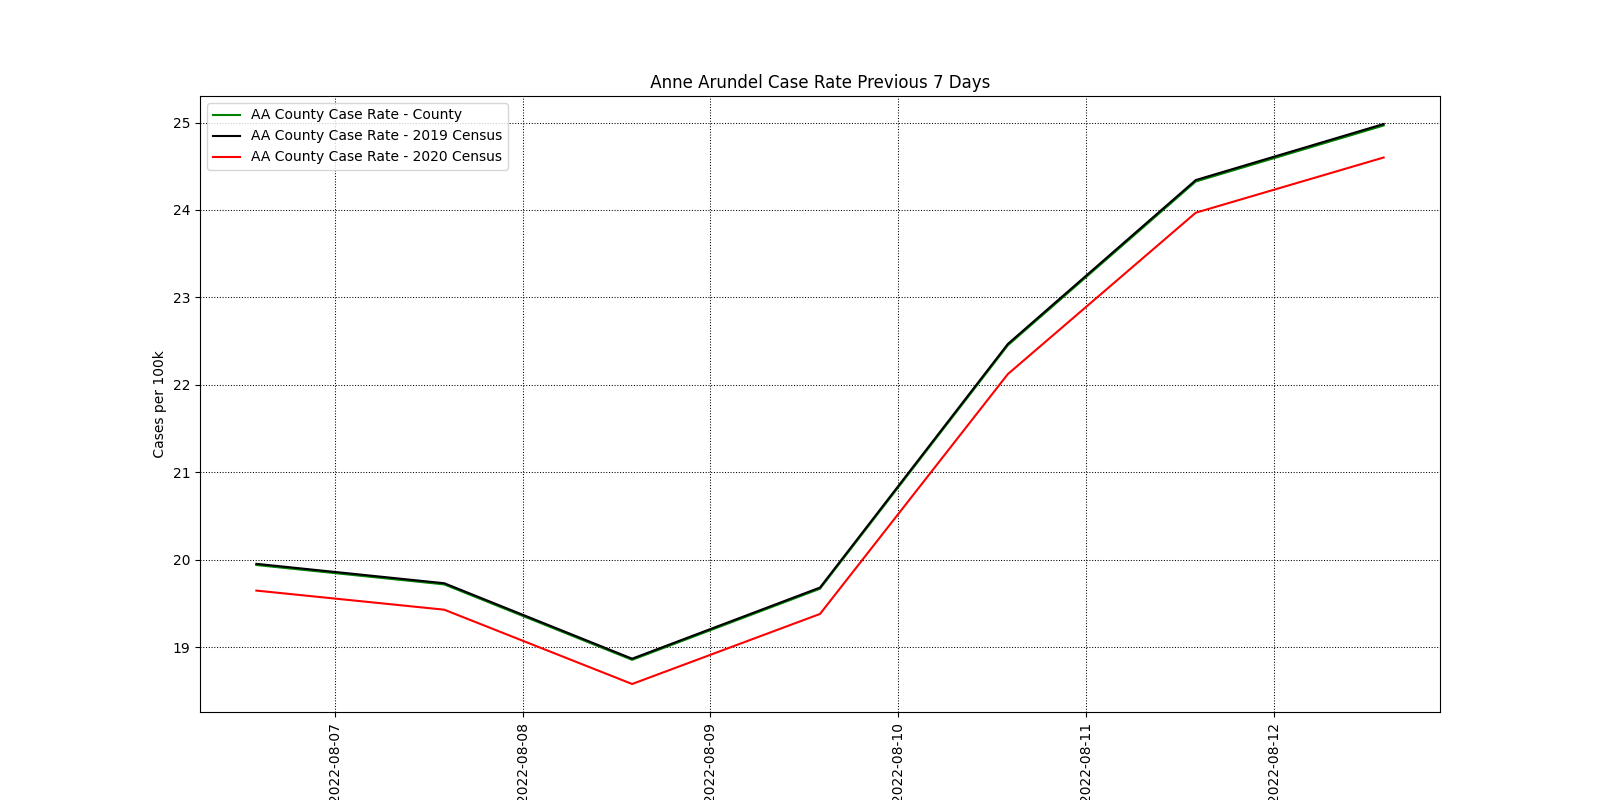 Anne Arundel Case Rate Previous 7 Days
AA County Case Rate - County
AA County Case Rate - 2019 Census
AA County Case Rate - 2020 Census
25
24
23
22
21
20
19
Cases per 100k
2022-08-07
2022-08-08
2022-08-09
2022-08-10
2022-08-11
2022-08-12